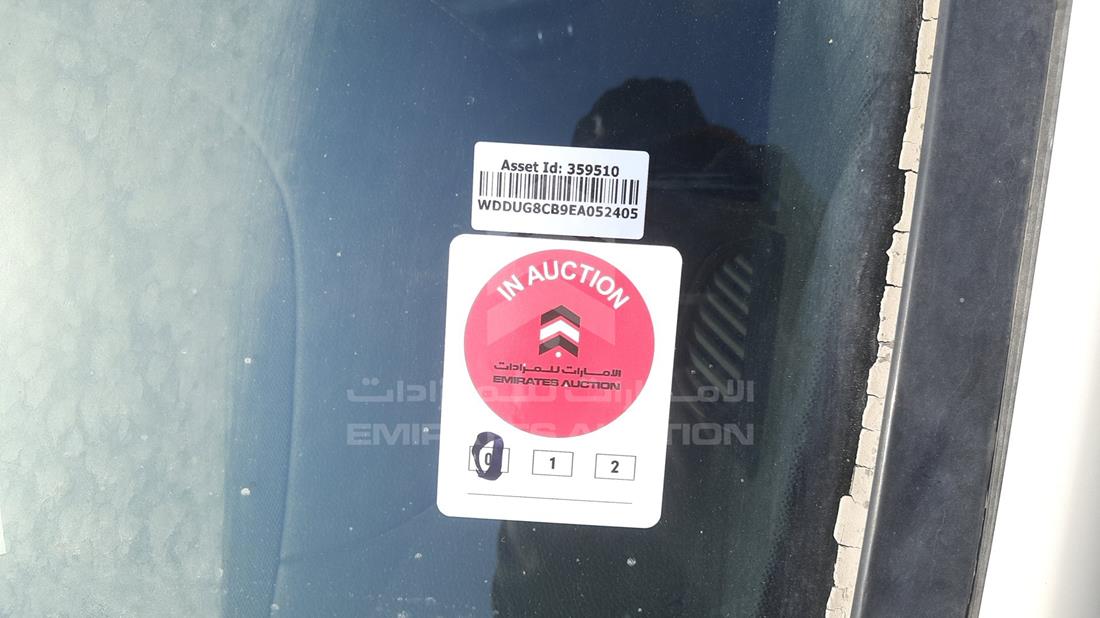 Asset Id: 359510
WDDUG8CB9EA052405
IN AUCTION
الامارات للمزادات
EMIRATES AUCTION
الامارات للمزادات
EMIRATES AUCTION
0 1 2